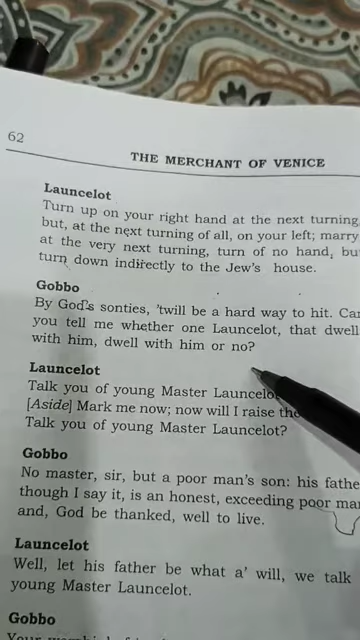 62
THE MERCHANT OF VENICE
Launcelot
Turn up on your right hand at the next turning,
but, at the next turning of all, on your left; marry
at the very next turning, turn of no hand, bu
turn down indirectly to the Jew's house.
Gobbo
By God's sonties, 'twill be a hard way to hit. Can
you tell me whether one Launcelot, that dwell
with him, dwell with him or no?
Launcelot
Talk you of young Master Launcelo
[Aside] Mark me now; now will I raise the
Talk you of young Master Launcelot?
Gobbo
No master, sir, but a poor man's son: his fathe
though I say it, is an honest, exceeding poor man
and, God be thanked, well to live.
Launcelot
Well, let his father be what a' will, we talk
young Master Launcelot.
Gobbo